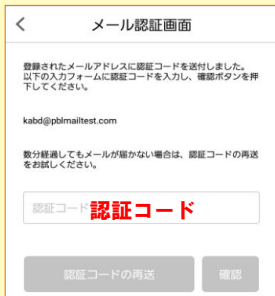 メール認証画面
登録されたメールアドレスに認証コードを送付しました。
以下の入力フォームに認証コードを入力し、確認ボタンを押
下してください。
kabd@pblmailtest.com
数分経過してもメールが届かない場合は、認証コードの再送
をお試しください。
認証コード 認証コード
認証コードの再送 確認